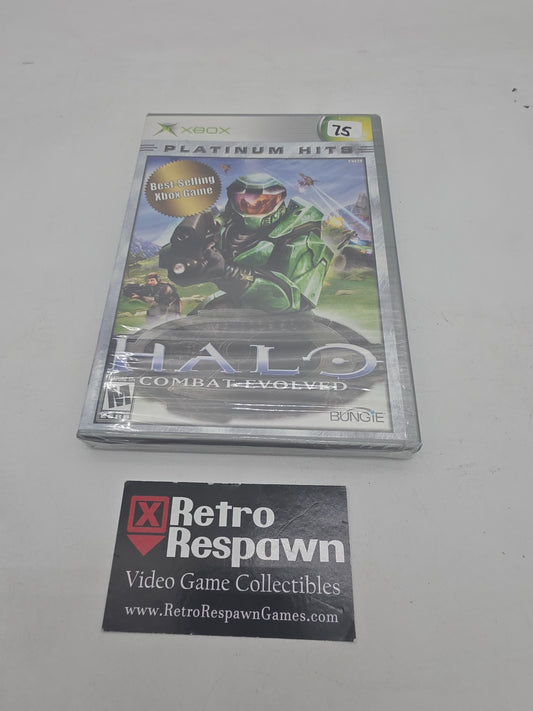 XBOX
75
PLATINUM HITS
Best-Selling
Xbox Game
HALO
COMBAT EVOLVED
M
ESRB
BUNGIE
X Retro
Respawn
Video Game Collectibles
www.RetroRespawnGames.com